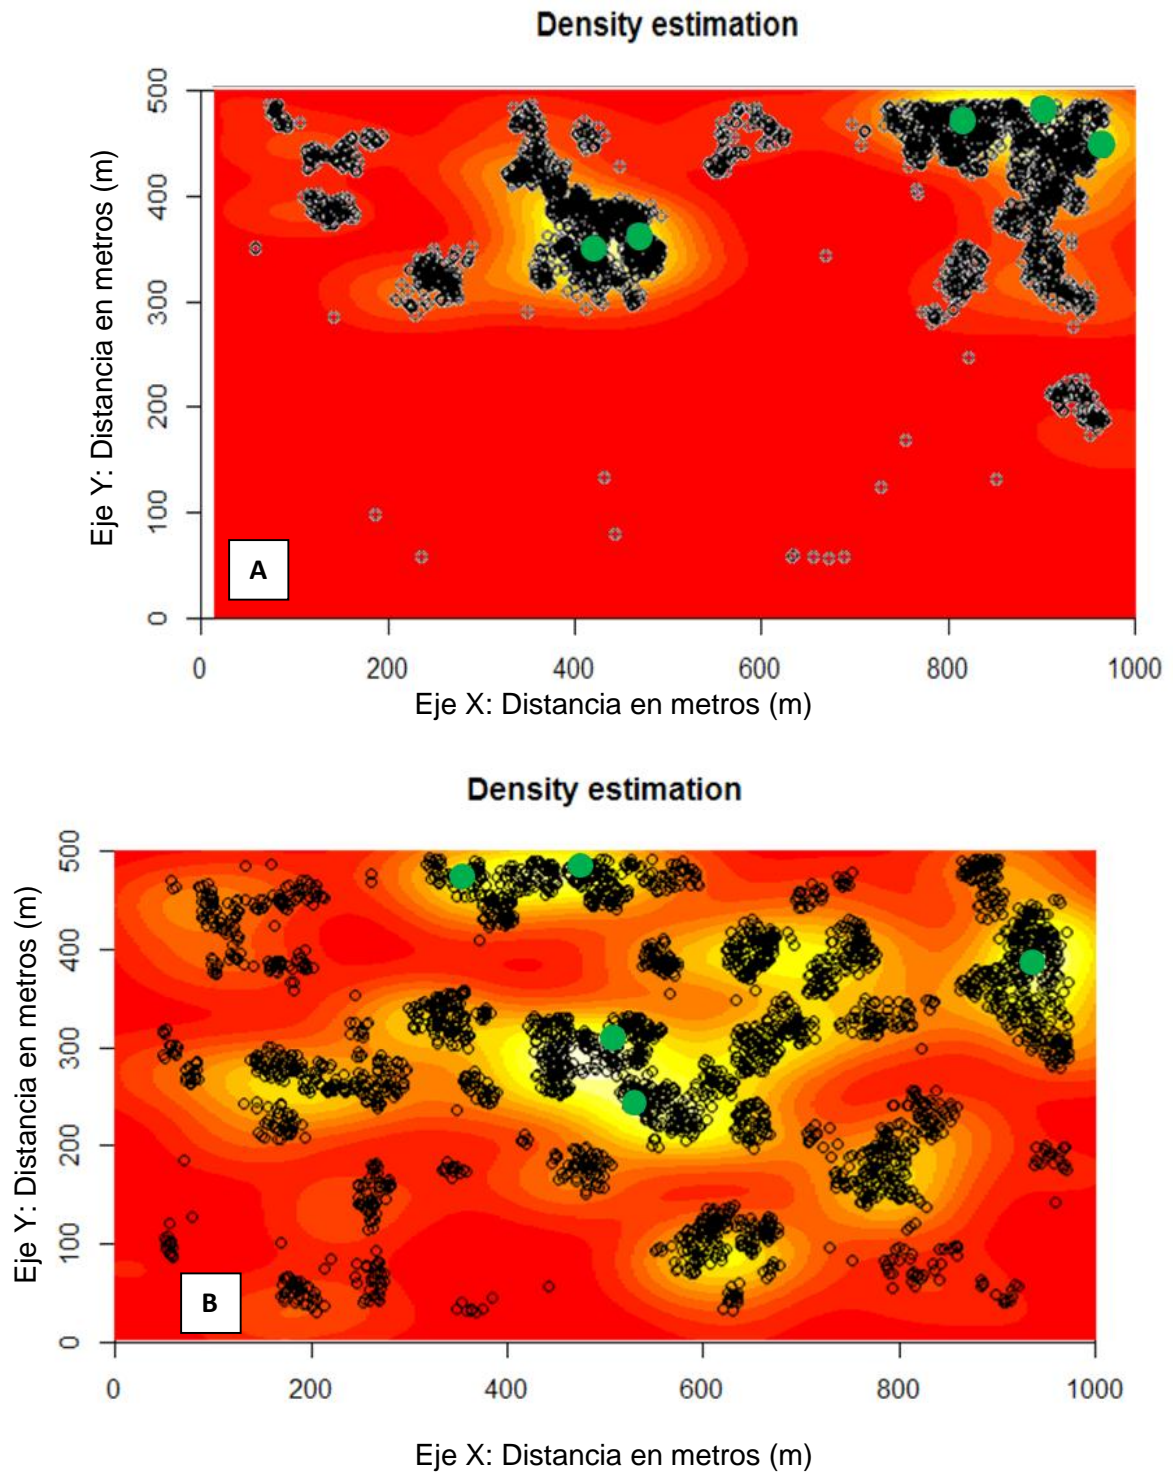 Density estimation
Eje Y: Distancia en metros (m)
500
400
300
200
100
0
A
0 200 400 600 800 1000
Eje X: Distancia en metros (m)
Density estimation
Eje Y: Distancia en metros (m)
500
400
300
200
100
0
B
0 200 400 600 800 1000
Eje X: Distancia en metros (m)